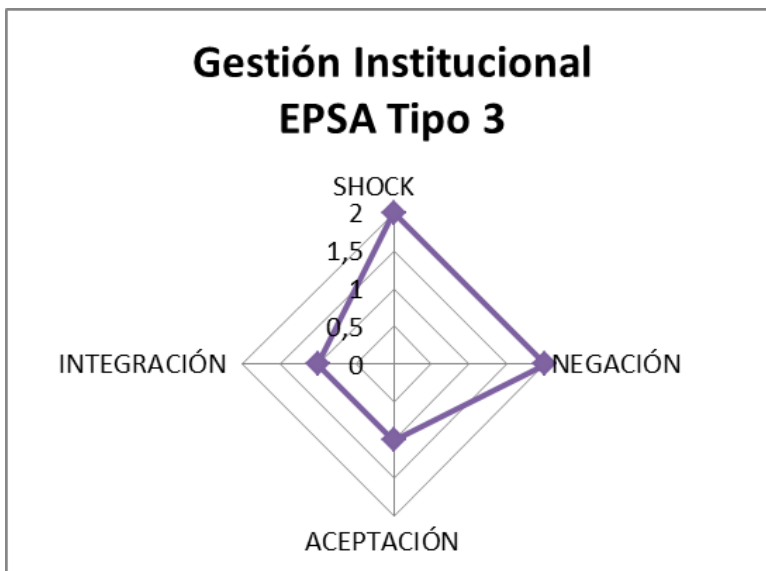 Gestión Institucional
EPSA Tipo 3
SHOCK
2
1,5
1
0,5
0
INTEGRACIÓN
NEGACIÓN
ACEPTACIÓN